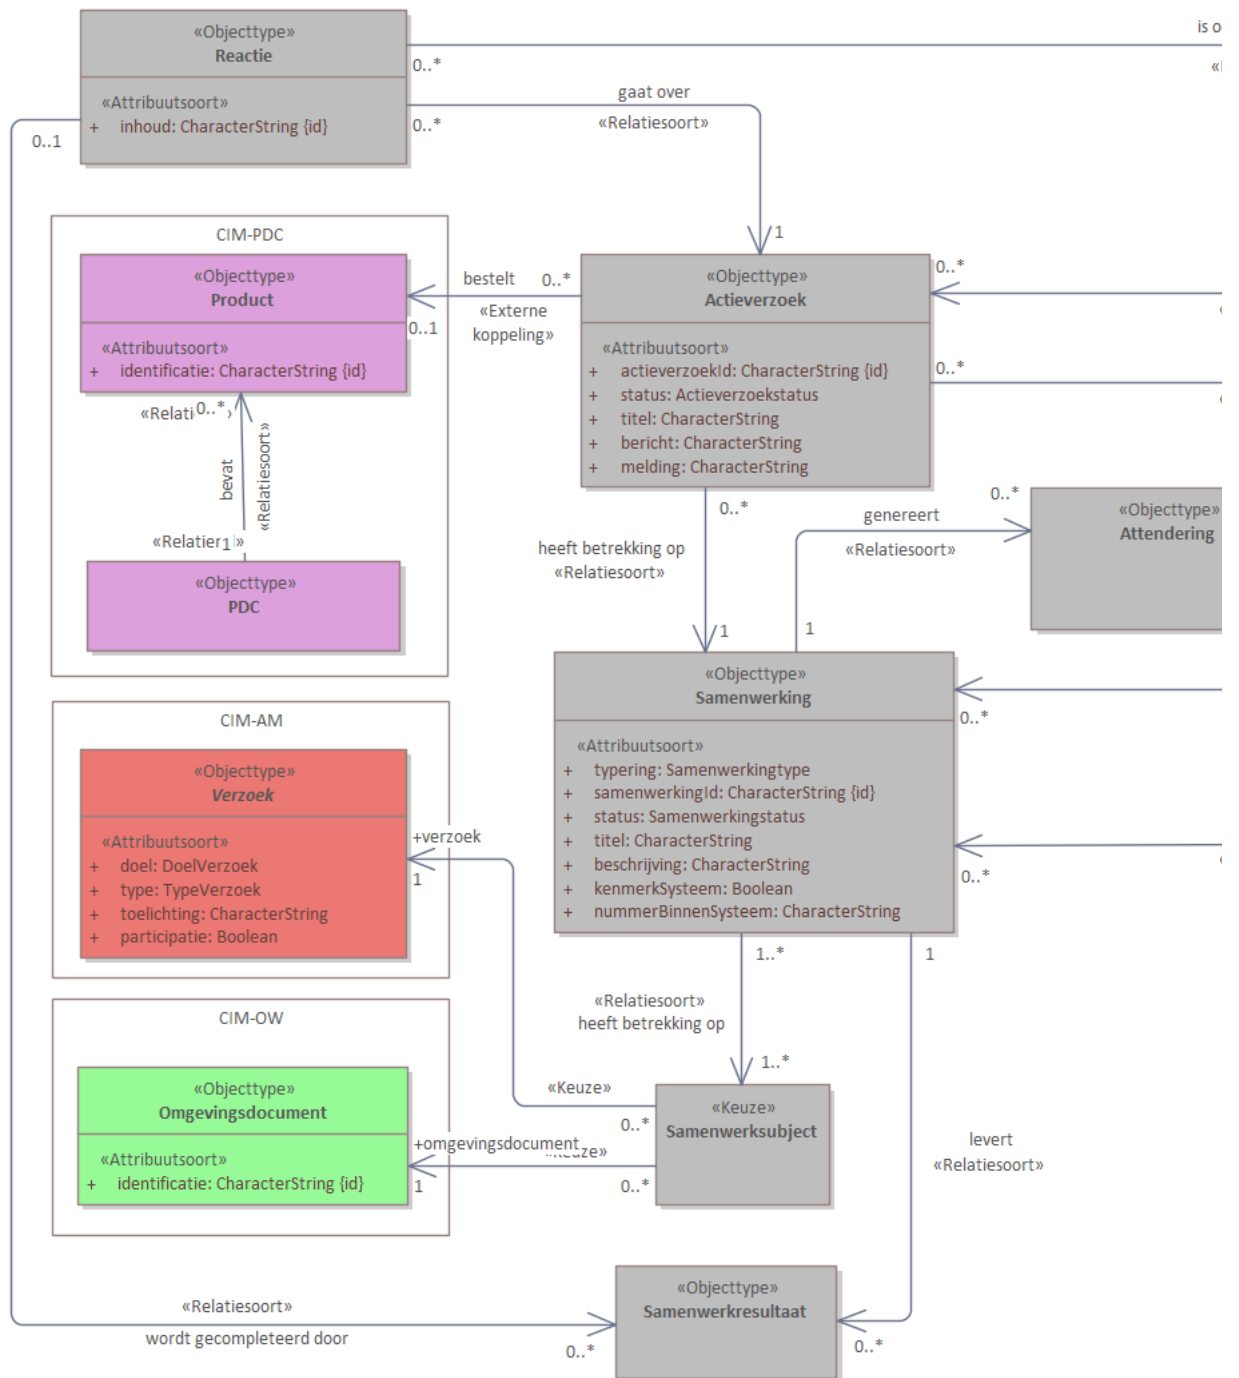 «Objecttype»
Reactie
«Attribuutsoort»
+ inhoud: CharacterString {id}
is o
0..*
gaat over
0..*
«Relatiesoort»
0..1
1
CIM-PDC
«Objecttype»
Product
«Attribuutsoort»
+ identificatie: CharacterString {id}
bestelt
0..*
«Externe
koppeling»
0..1
«Objecttype»
Actieverzoek
«Attribuutsoort»
+ actieverzoekId: CharacterString {id}
+ status: Actieverzoekstatus
+ titel: CharacterString
+ bericht: CharacterString
+ melding: CharacterString
0..*
0..*
0..*
«Relati
bevat
«Relatiesoort»
«Relatier
1
«Objecttype»
PDC
0..*
heeft betrekking op
«Relatiesoort»
1
genereert
«Relatiesoort»
0..*
1
«Objecttype»
Attendering
«Objecttype»
Samenwerking
«Attribuutsoort»
+ typering: Samenwerkingtype
+ samenwerkingId: CharacterString {id}
+ status: Samenwerkingstatus
+ titel: CharacterString
+ beschrijving: CharacterString
+ kenmerkSysteem: Boolean
+ nummerBinnenSysteem: CharacterString
0..*
0..*
CIM-AM
«Objecttype»
Verzoek
«Attribuutsoort»
+ doel: DoelVerzoek
+ type: TypeVerzoek
+ toelichting: CharacterString
+ participatie: Boolean
+verzoek
1
1..*
1
«Relatiesoort»
heeft betrekking op
1..*
CIM-OW
«Objecttype»
Omgevingsdocument
«Attribuutsoort»
+ identificatie: CharacterString {id}
«Keuze»
0..*
+omgevingsdocument
1
0..*
«Keuze»
Samenwerksubject
levert
«Relatiesoort»
«Relatiesoort»
wordt gecompleteerd door
0..*
«Objecttype»
Samenwerkresultaat
0..*